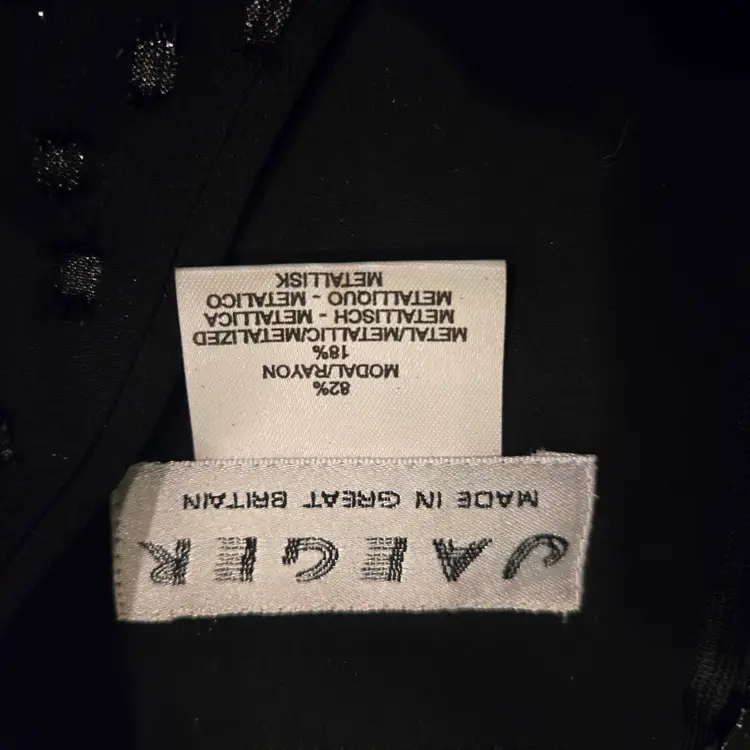 JAEGER
MADE IN GREAT BRITAIN
82%
MODAL/RAYON
18%
METAL/METALLIC/METALIZED
METALLISCH - METALLICA
METALLIQUO - METALICO
METALLISK